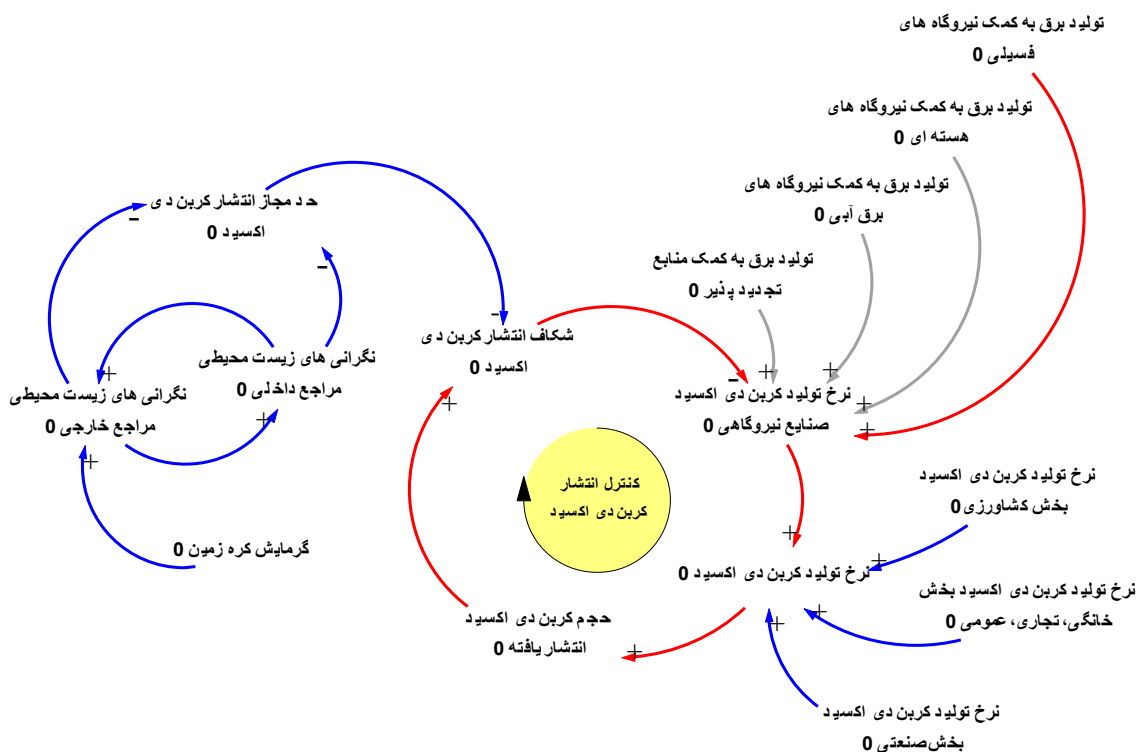 تولید برق به کمک نیروگاه های
فسیلی 0
تولید برق به کمک نیروگاه های
هسته ای 0
تولید برق به کمک نیروگاه های
برق آبی 0
تولید برق به کمک منابع
تجدید پذیر 0
حد مجاز انتشار کربن دی
اکسید 0
شکاف انتشار کربن دی
اکسید 0
نگرانی های زیست محیطی
مراجع داخلی 0
نگرانی های زیست محیطی
مراجع خارجی 0
نرخ تولید کربن دی اکسید
صنایع نیروگاهی 0
کنترل انتشار
کربن دی اکسید
نرخ تولید کربن دی اکسید
بخش کشاورزی 0
گرمایش کره زمین 0
نرخ تولید کربن دی اکسید 0
نرخ تولید کربن دی اکسید بخش
خانگی، تجاری، عمومی 0
حجم کربن دی اکسید
انتشار یافته 0
نرخ تولید کربن دی اکسید
بخش صنعتی 0